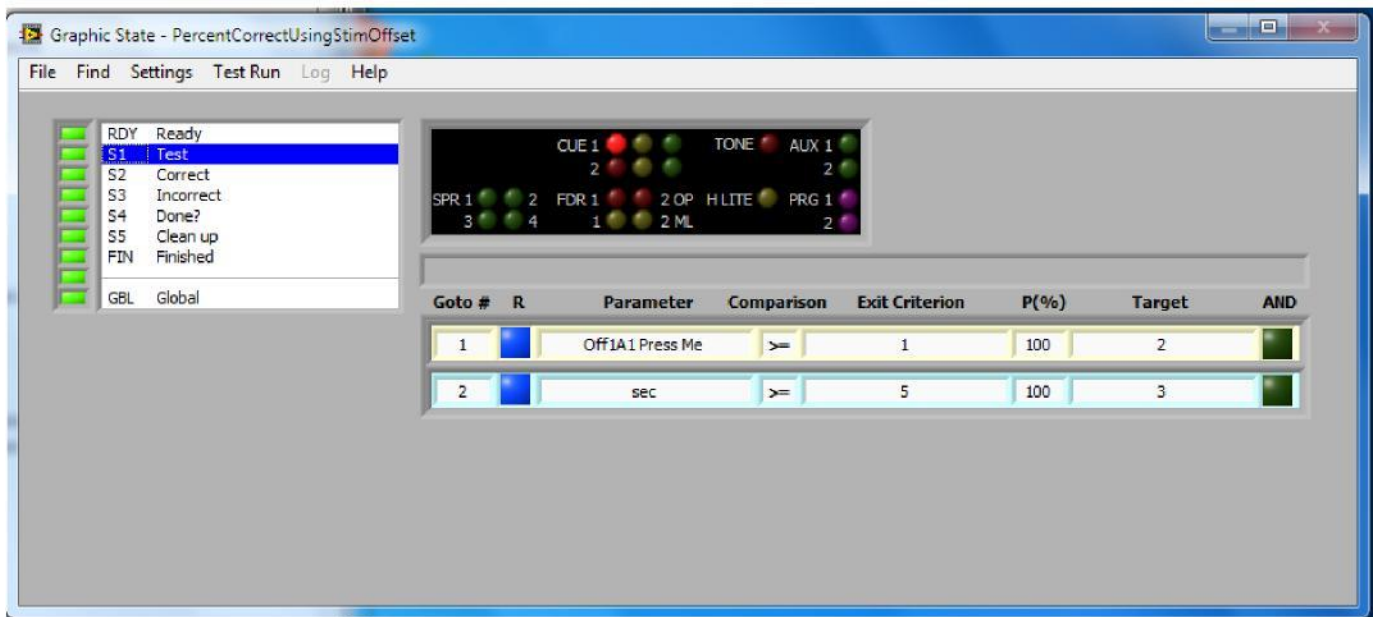 Graphic State - PercentCorrectUsingStimOffset
File Find Settings Test Run Log Help
RDY Ready
S1 Test
S2 Correct
S3 Incorrect
S4 Done?
S5 Clean up
FIN Finished
GBL Global
CUE 1 TONE AUX 1
2 2
SPR 1 2 FDR 1 2 OP H LITE PRG 1
3 4 1 2 ML 2
Goto # R Parameter Comparison Exit Criterion P(%) Target AND
1 Off1A1 Press Me >= 1 100 2
2 sec >= 5 100 3